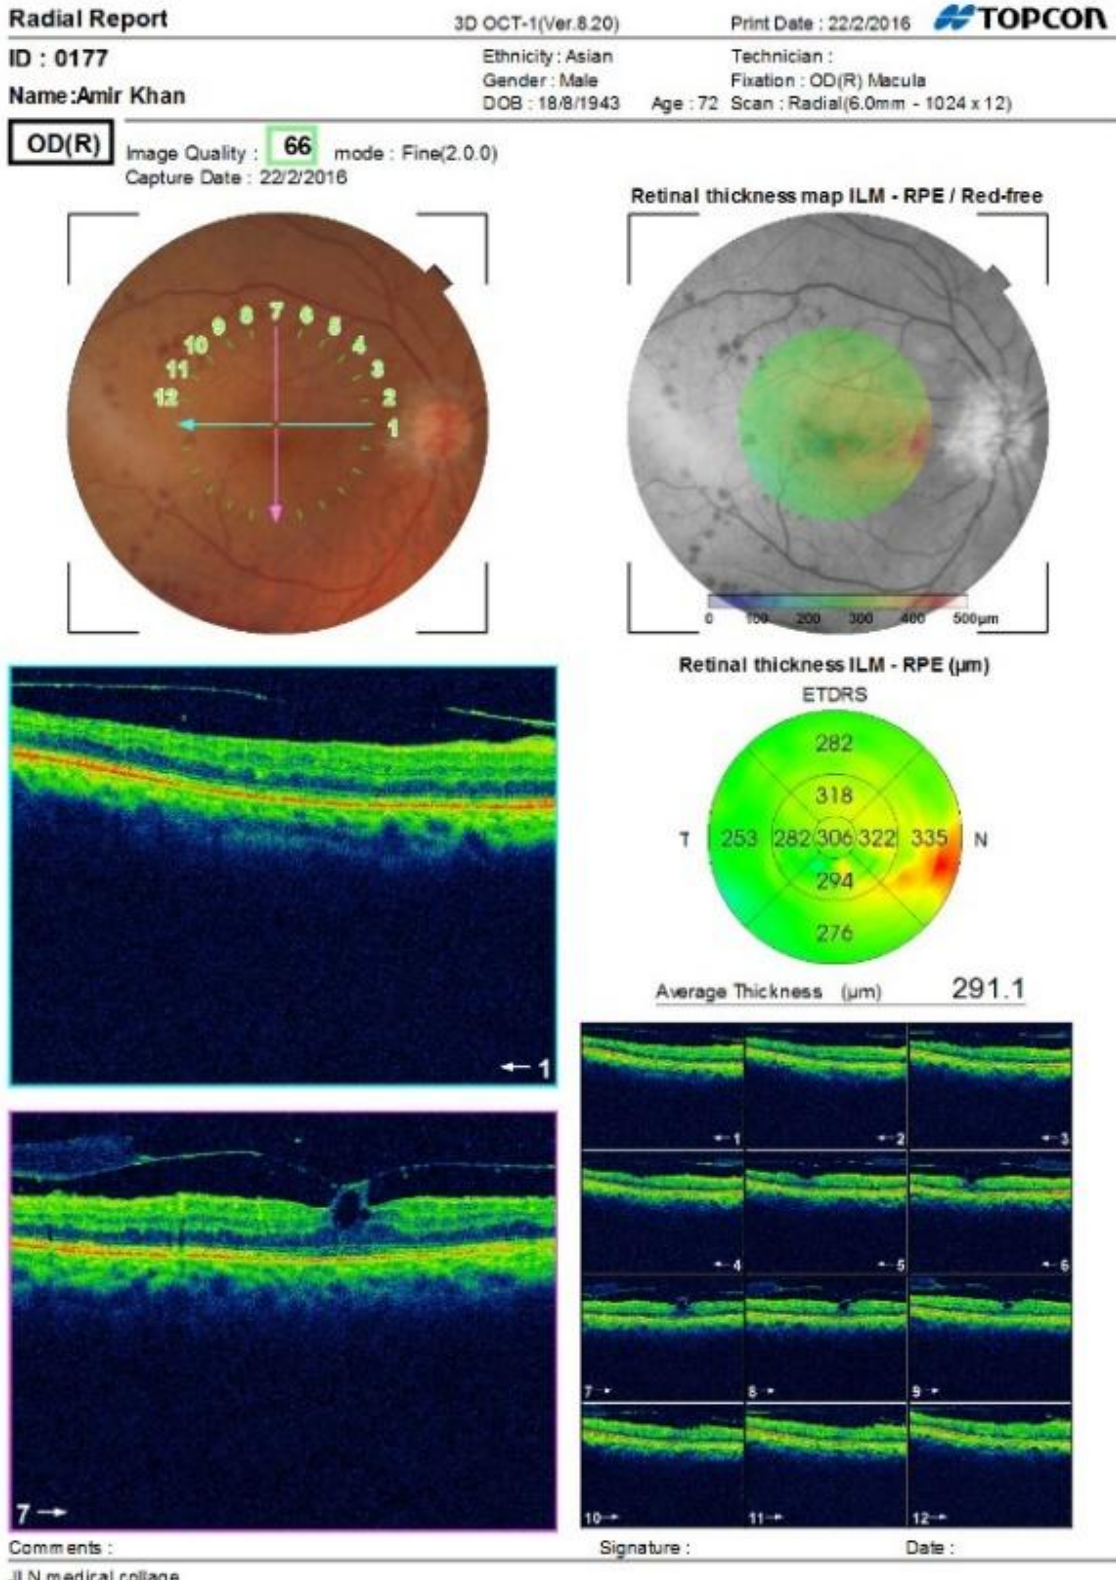 Radial Report
3D OCT-1(Ver.8.20)
Print Date : 22/2/2016
TOPCON
ID : 0177
Ethnicity : Asian
Technician :
Gender : Male
Fixation : OD(R) Macula
Name:Amir Khan
DOB : 18/8/1943
Age : 72
Scan : Radial(6.0mm - 1024 x 12)
OD(R)
Image Quality : 66 mode : Fine(2.0.0)
Capture Date : 22/2/2016
Retinal thickness map ILM - RPE / Red-free
7
8
6
9
5
10
4
11
3
12
2
1
0 100 200 300 400 500µm
Retinal thickness ILM - RPE (µm)
ETDRS
282
318
T 253 282 306 322 335 N
294
276
Average Thickness (µm) 291.1
←1
7→
←1
←2
←3
←4
←5
←6
7→
8→
9→
10→
11→
12→
Comments :
Signature :
Date :
JLN medical collage